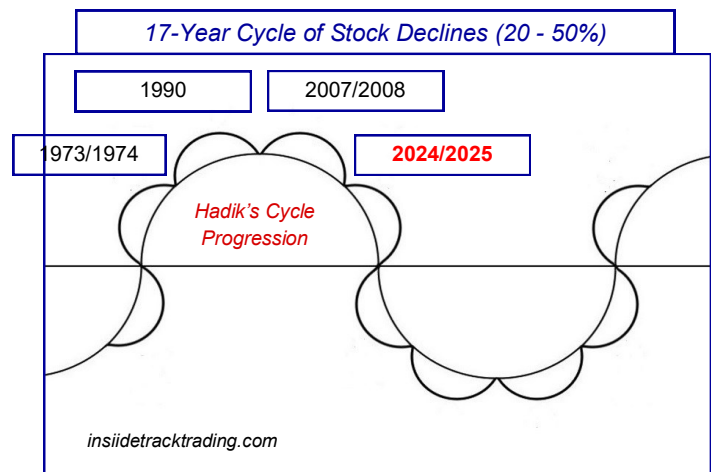 17-Year Cycle of Stock Declines (20 - 50%)
1990
2007/2008
1973/1974
2024/2025
Hadik's Cycle
Progression
insiidetracktrading.com